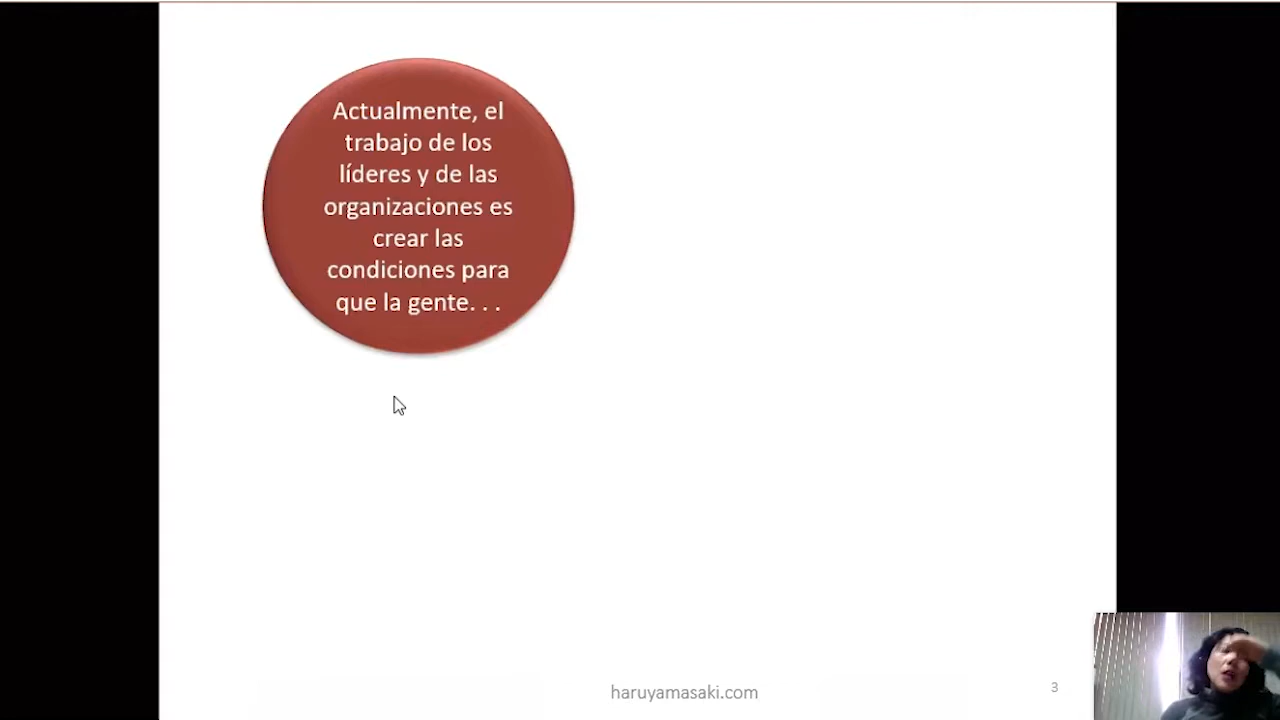 Actualmente, el
trabajo de los
líderes y de las
organizaciones es
crear las
condiciones para
que la gente. . .
haruyamasaki.com
3